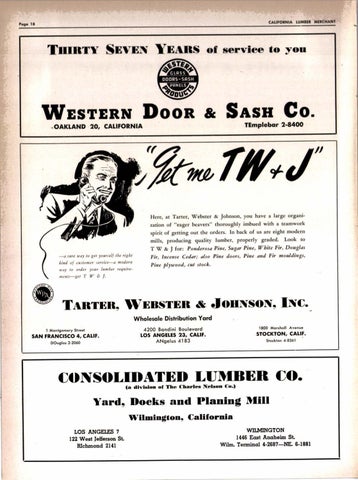 Page 18
CALIFORNIA LUMBER MERCHANT
THIRTY SEVEN YEARS of service to you
WESTERN
GLASS
DOORS-SASH
PANELS
PRODUCTS
WESTERN DOOR & SASH CO.
OAKLAND 20, CALIFORNIA
TEmplebar 2-8400
"Get me TW & J"
Here, at Tarter, Webster & Johnson, you have a large organi-
zation of "eager beavers" thoroughly imbued with a teamwork
spirit of getting out the orders. In back of us are eight modern
mills, producing quality lumber, properly graded. Look to
T W & J for: Ponderosa Pine, Sugar Pine, White Fir, Douglas
Fir, Incense Cedar; also Pine doors, Pine and Fir mouldings,
Pine plywood, cut stock.
—a sure way to get yourself the right
kind of customer service—a modern
way to order your lumber require-
ments—get T W & J.
TARTER, WEBSTER & JOHNSON, INC.
Wholesale Distribution Yard
1 Montgomery Street
SAN FRANCISCO 4, CALIF.
DOuglas 2-2060
4200 Bandini Boulevard
LOS ANGELES 23, CALIF.
ANgelus 4183
1800 Marshall Avenue
STOCKTON, CALIF.
Stockton 4-8361
CONSOLIDATED LUMBER CO.
(a division of The Charles Nelson Co.)
Yard, Docks and Planing Mill
Wilmington, California
LOS ANGELES 7
122 West Jefferson St.
RIchmond 2141
WILMINGTON
1446 East Anaheim St.
Wilm. Terminal 4-2687—NE. 6-1881